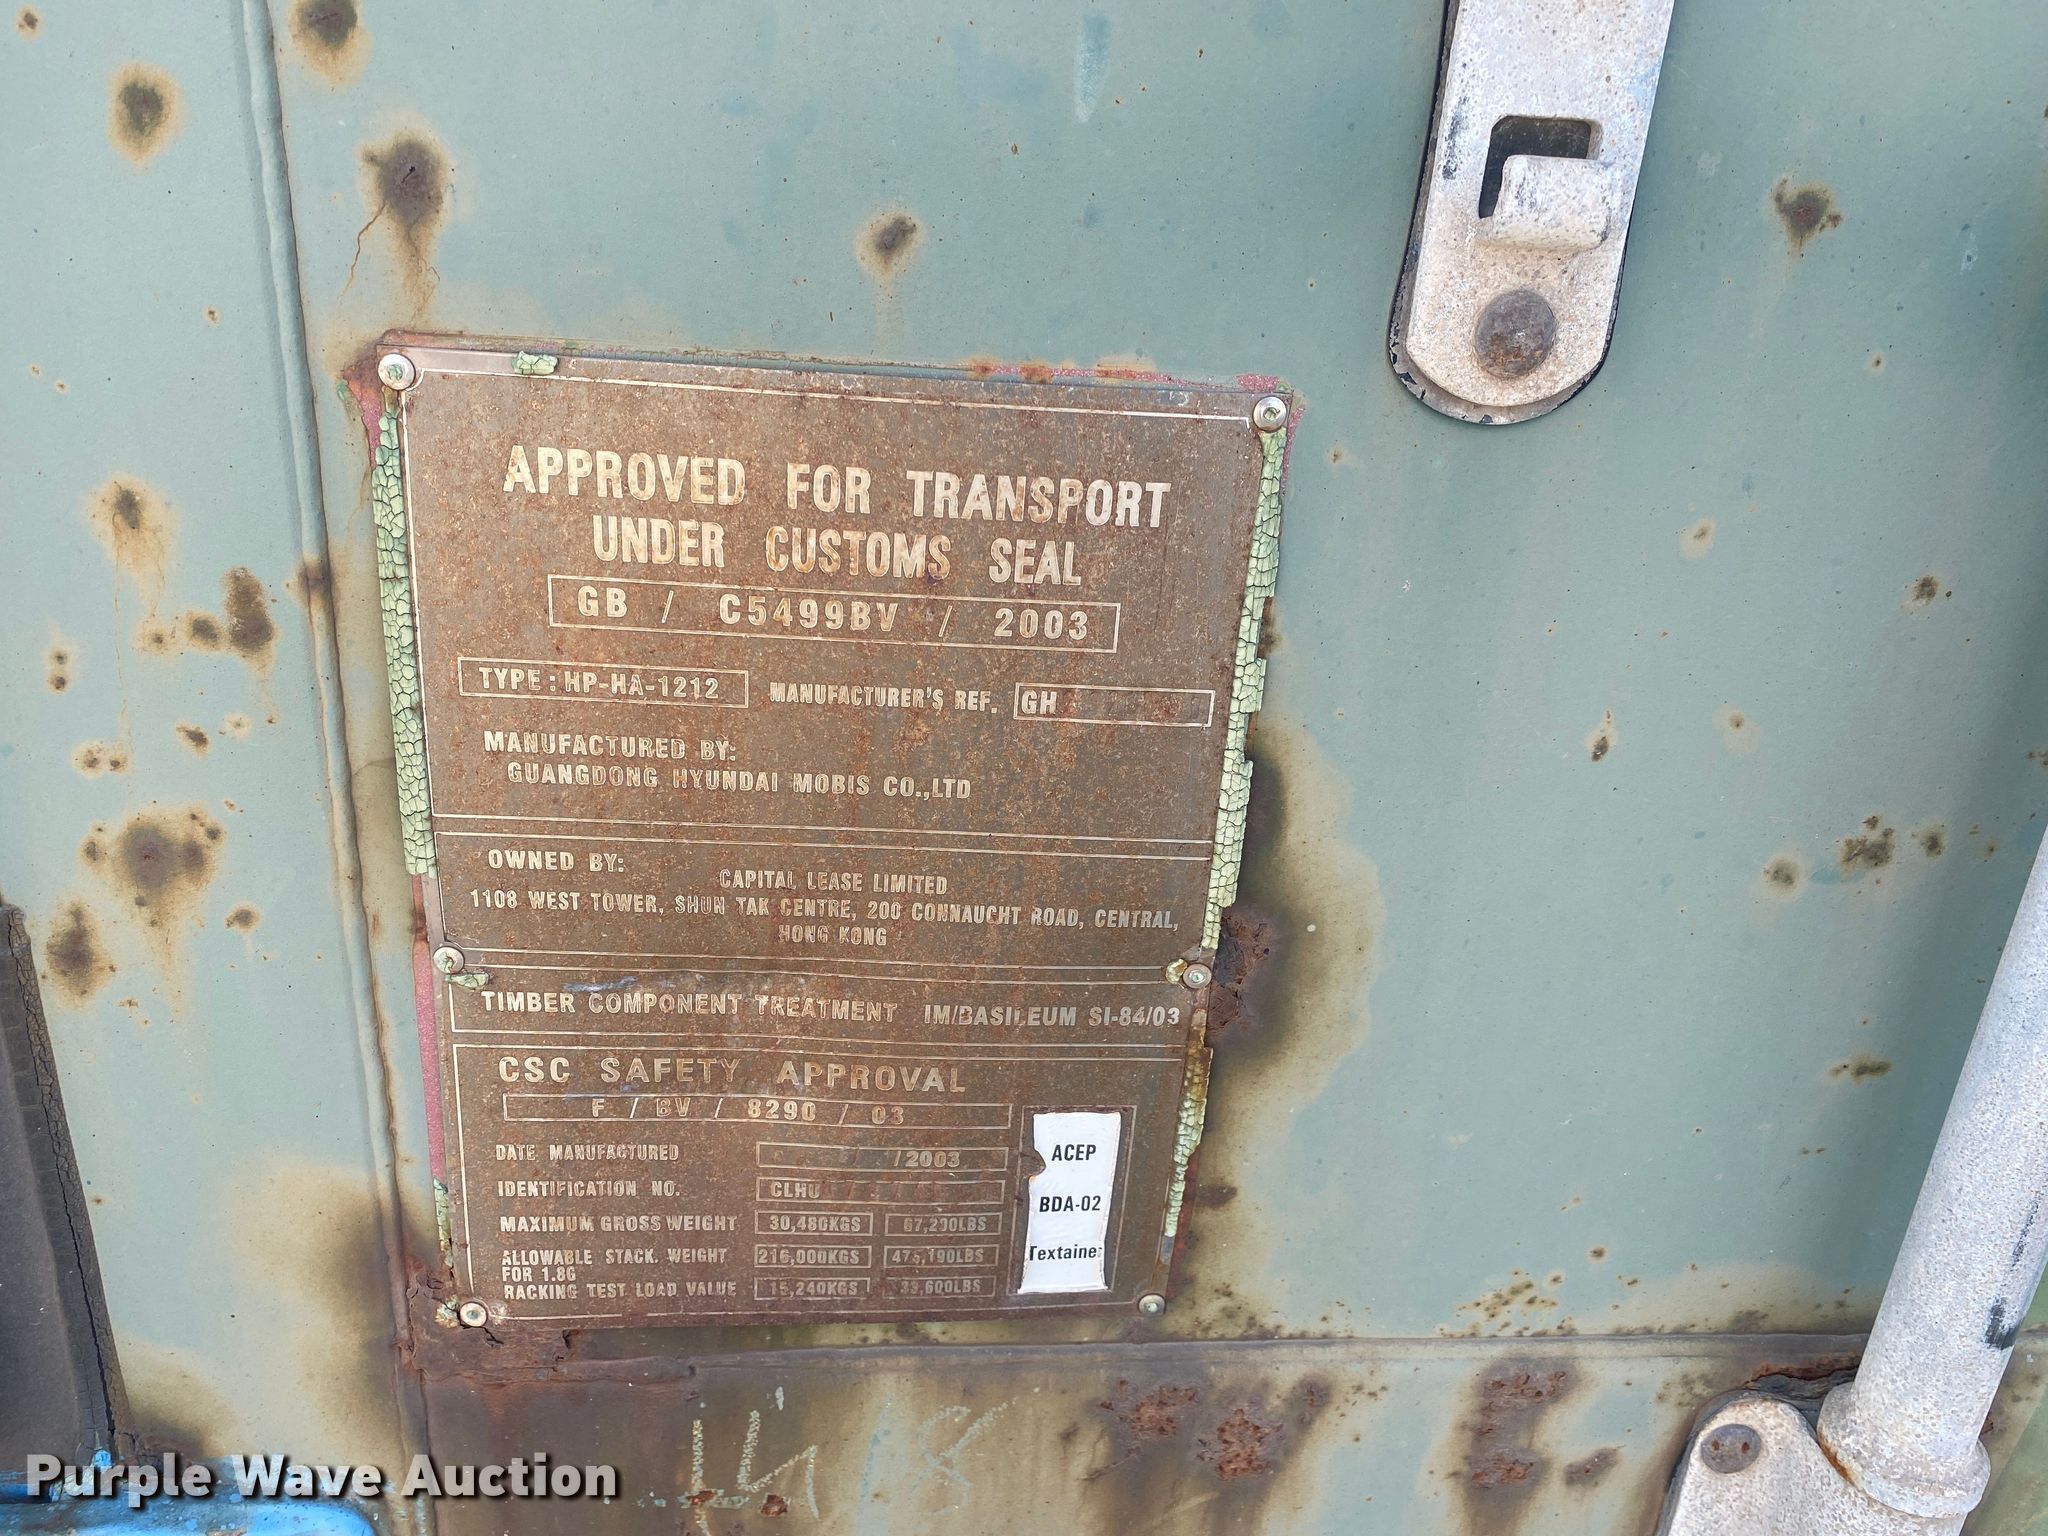 APPROVED FOR TRANSPORT
UNDER CUSTOMS SEAL
GB / C5499BV / 2003
TYPE: HP-HA-1212 MANUFACTURER'S REF. GH
MANUFACTURED BY:
GUANGDONG HYUNDAI MOBIS CO.,LTD
OWNED BY:
CAPITAL LEASE LIMITED
1108 WEST TOWER, SHUN TAK CENTRE, 200 CONNAUCHT ROAD, CENTRAL,
HONG KONG
TIMBER COMPONENT TREATMENT IM/BASILEUM SI-84/03
CSC SAFETY APPROVAL
F / BV / 8290 / 03
DATE MANUFACTURED /2003
IDENTIFICATION NO. CLHU
MAXIMUM GROSS WEIGHT 30,480KGS 67,200LBS
ALLOWABLE STACK. WEIGHT 216,000KGS 476,190LBS
FOR 1.8G
RACKING TEST LOAD VALUE 15,240KGS 33,600LBS
ACEP
BDA-02
Textainer
Purple Wave Auction